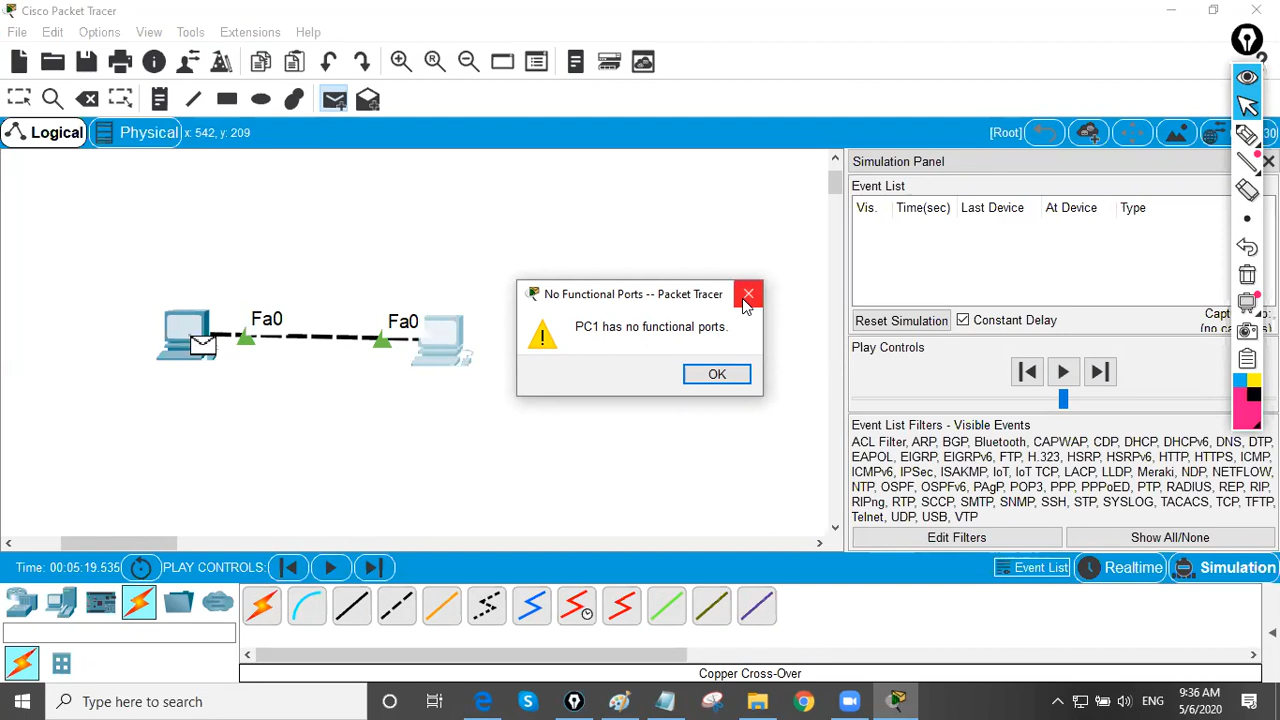 Cisco Packet Tracer
File Edit Options View Tools Extensions Help
Logical Physical x: 542, y: 209 [Root] 30)
Simulation Panel
Event List
Vis. Time(sec) Last Device At Device Type
No Functional Ports -- Packet Tracer
PC1 has no functional ports.
OK
Fa0 Fa0
Reset Simulation Constant Delay
Capt
(no ca
Play Controls
Event List Filters - Visible Events
ACL Filter, ARP, BGP, Bluetooth, CAPWAP, CDP, DHCP, DHCPv6, DNS, DTP,
EAPOL, EIGRP, EIGRPv6, FTP, H.323, HSRP, HSRPv6, HTTP, HTTPS, ICMP,
ICMPv6, IPSec, ISAKMP, IoT, IoT TCP, LACP, LLDP, Meraki, NDP, NETFLOW,
NTP, OSPF, OSPFv6, PAgP, POP3, PPP, PPPoED, PTP, RADIUS, REP, RIP,
RIPng, RTP, SCCP, SMTP, SNMP, SSH, STP, SYSLOG, TACACS, TCP, TFTP,
Telnet, UDP, USB, VTP
Edit Filters Show All/None
Time: 00:05:19.535 PLAY CONTROLS: Event List Realtime Simulation
Copper Cross-Over
Type here to search
ENG
9:36 AM
5/6/2020